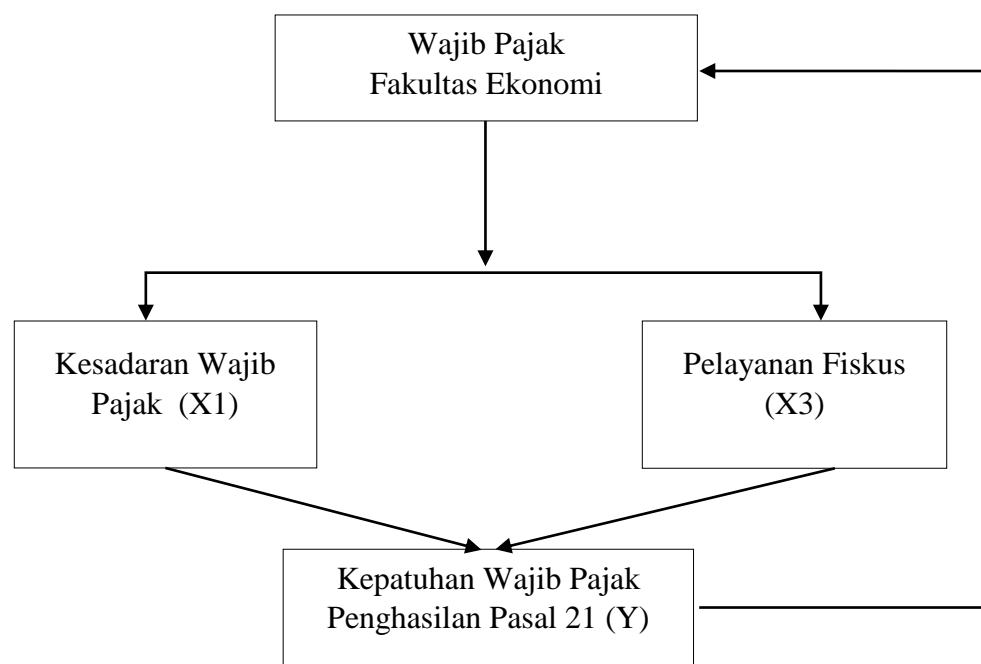 Wajib Pajak
Fakultas Ekonomi
Kesadaran Wajib
Pajak (X1)
Pelayanan Fiskus
(X3)
Kepatuhan Wajib Pajak
Penghasilan Pasal 21 (Y)